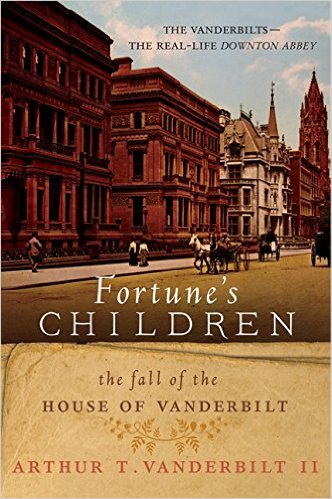 THE VANDERBILTS—
THE REAL-LIFE DOWNTON ABBEY
Fortune's
CHILDREN
the fall of the
HOUSE OF VANDERBILT
ARTHUR T. VANDERBILT II